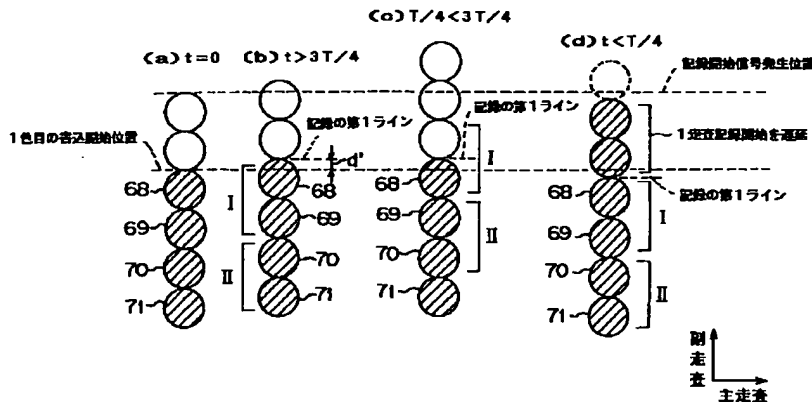 (c) T/4<3T/4
(a) t=0
(b) t>3T/4
(d) t<T/4
記録開始信号発生位置
記録の第1ライン
記録の第1ライン
1色目の書込開始位置
d'
I
1走査記録開始を遅延
68
68
68
68
記録の第1ライン
I
I
69
69
69
69
II
70
70
70
70
II
II
71
71
71
71
副走査
主走査